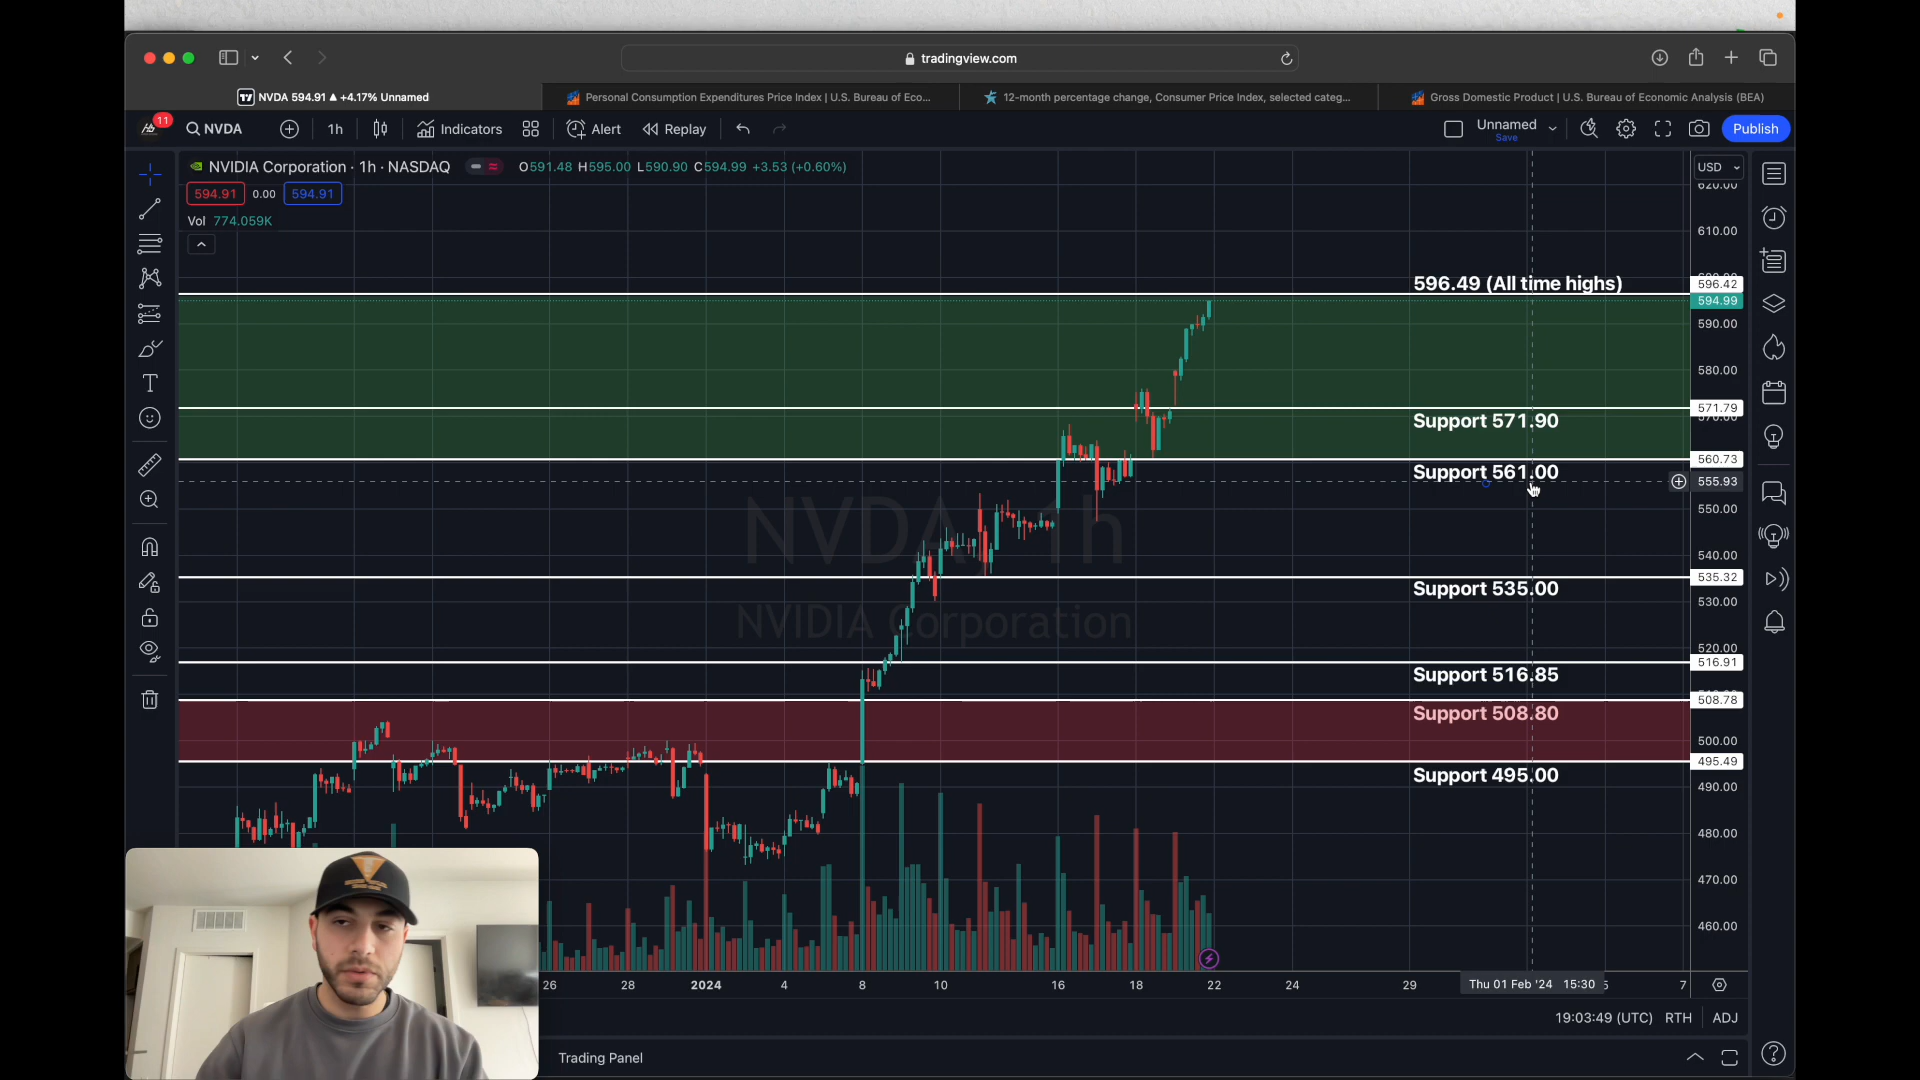 tradingview.com
NVDA 594.91 ▲ +4.17% Unnamed
Personal Consumption Expenditures Price Index | U.S. Bureau of Eco...
12-month percentage change, Consumer Price Index, selected categ...
Gross Domestic Product | U.S. Bureau of Economic Analysis (BEA)
11
NVDA
1h
Indicators
Alert
Replay
Unnamed
Save
Publish
NVIDIA Corporation · 1h · NASDAQ
O591.48 H595.00 L590.90 C594.99 +3.53 (+0.60%)
USD
594.91 0.00 594.91
Vol 774.059K
620.00
610.00
596.49 (All time highs)
596.42
594.99
590.00
580.00
571.79
Support 571.90
560.73
Support 561.00
555.93
550.00
NVDA, 1h
540.00
535.32
Support 535.00
530.00
NVIDIA Corporation
520.00
516.91
Support 516.85
508.78
Support 508.80
500.00
495.49
Support 495.00
490.00
480.00
470.00
460.00
26 28 2024 4 8 10 16 18 22 24 29 Thu 01 Feb '24 15:30 7
19:03:49 (UTC) RTH ADJ
Trading Panel